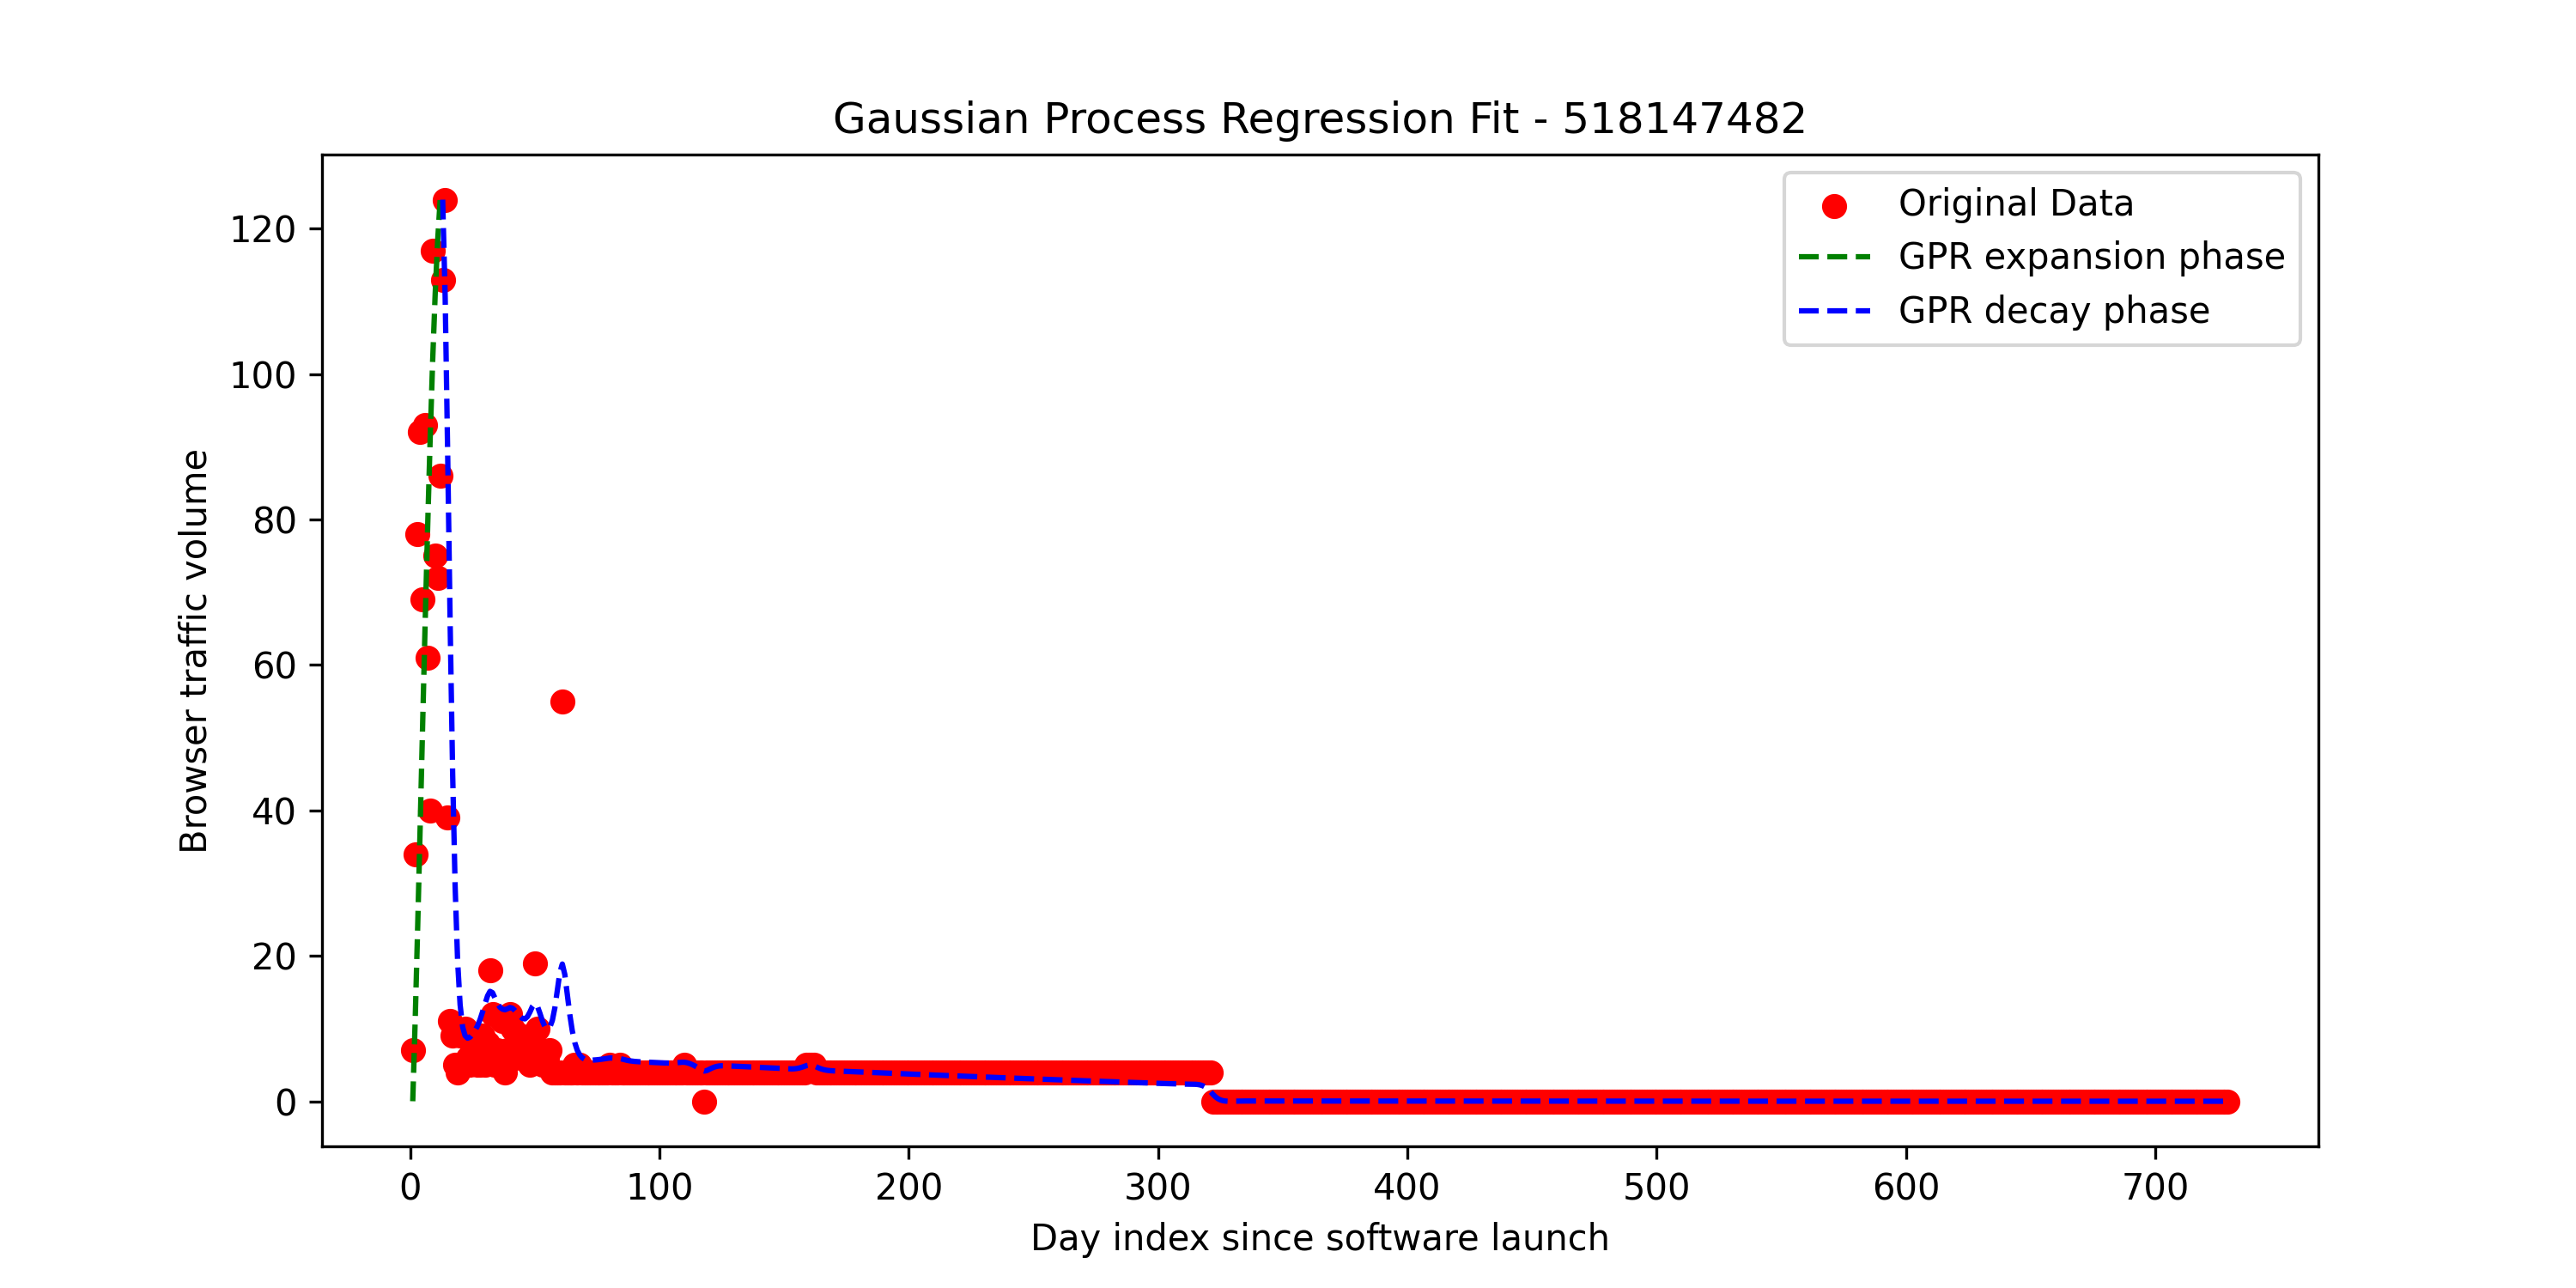 Gaussian Process Regression Fit - 518147482
Original Data
GPR expansion phase
GPR decay phase
Browser traffic volume
120
100
80
60
40
20
0
0 100 200 300 400 500 600 700
Day index since software launch